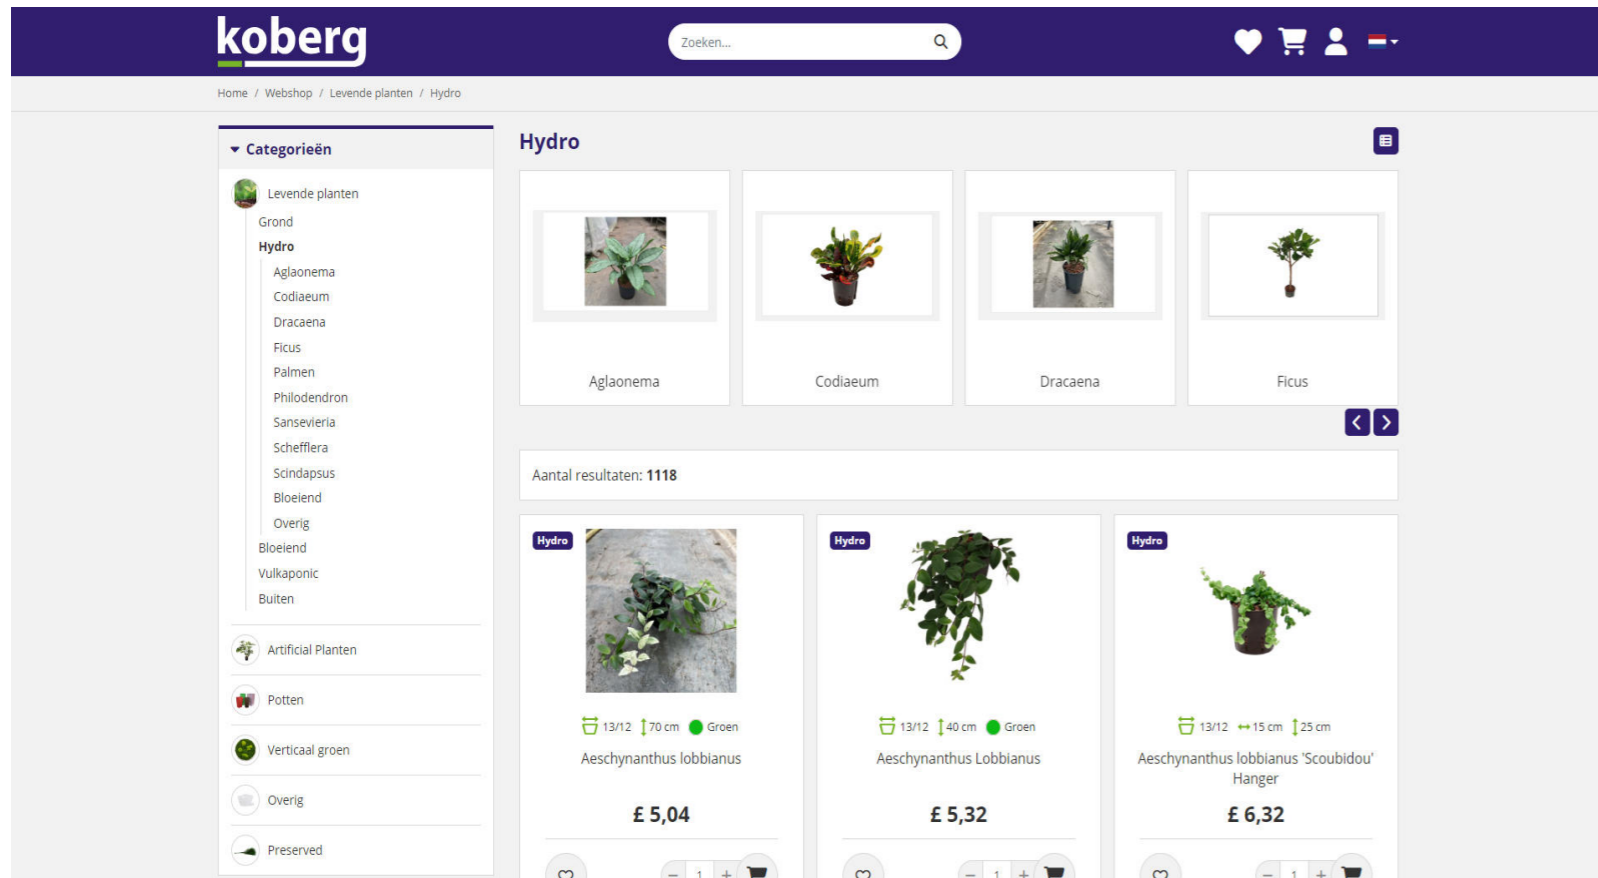 koberg
Zoeken...
Home / Webshop / Levende planten / Hydro
Categorieën
Levende planten
Grond
Hydro
Aglaonema
Codiaeum
Dracaena
Ficus
Palmen
Philodendron
Sansevieria
Schefflera
Scindapsus
Bloeiend
Overig
Bloeiend
Vulkaponic
Buiten
Artificial Planten
Potten
Verticaal groen
Overig
Preserved
Hydro
Aglaonema
Codiaeum
Dracaena
Ficus
Aantal resultaten: 1118
Hydro
13/12 70 cm Groen
Aeschynanthus lobbianus
£ 5,04
− 1 +
Hydro
13/12 40 cm Groen
Aeschynanthus Lobbianus
£ 5,32
− 1 +
Hydro
13/12 15 cm 25 cm
Aeschynanthus lobbianus 'Scoubidou'
Hanger
£ 6,32
− 1 +